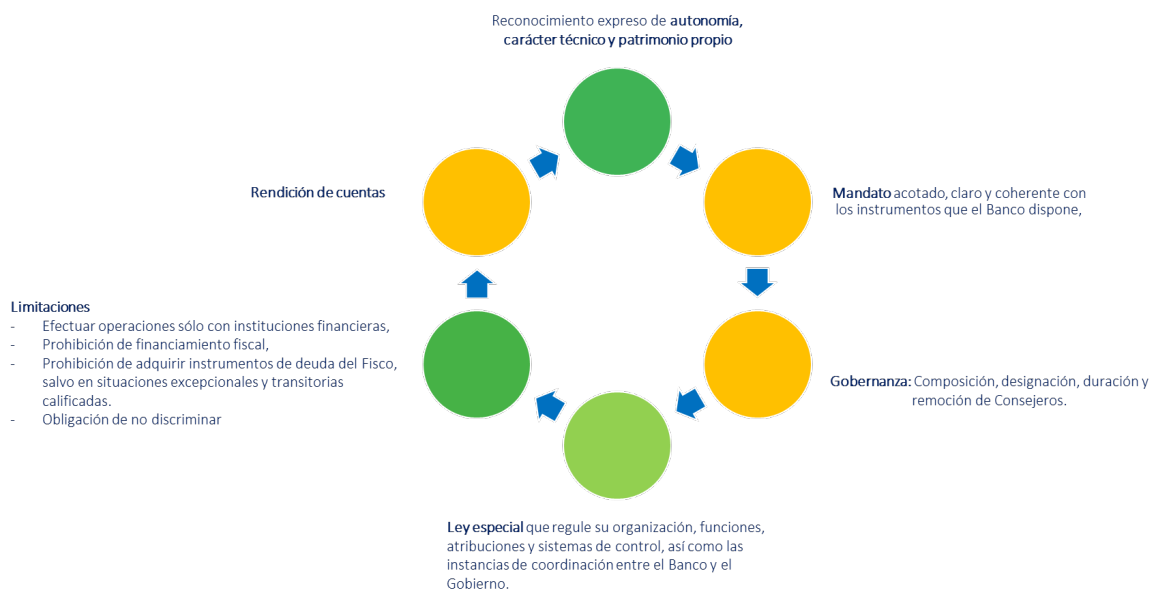 Reconocimiento expreso de autonomía,
carácter técnico y patrimonio propio
Mandato acotado, claro y coherente con
los instrumentos que el Banco dispone,
Gobernanza: Composición, designación, duración y
remoción de Consejeros.
Ley especial que regule su organización, funciones,
atribuciones y sistemas de control, así como las
instancias de coordinación entre el Banco y el
Gobierno.
Limitaciones
- Efectuar operaciones sólo con instituciones financieras,
- Prohibición de financiamiento fiscal,
- Prohibición de adquirir instrumentos de deuda del Fisco,
salvo en situaciones excepcionales y transitorias
calificadas.
- Obligación de no discriminar
Rendición de cuentas